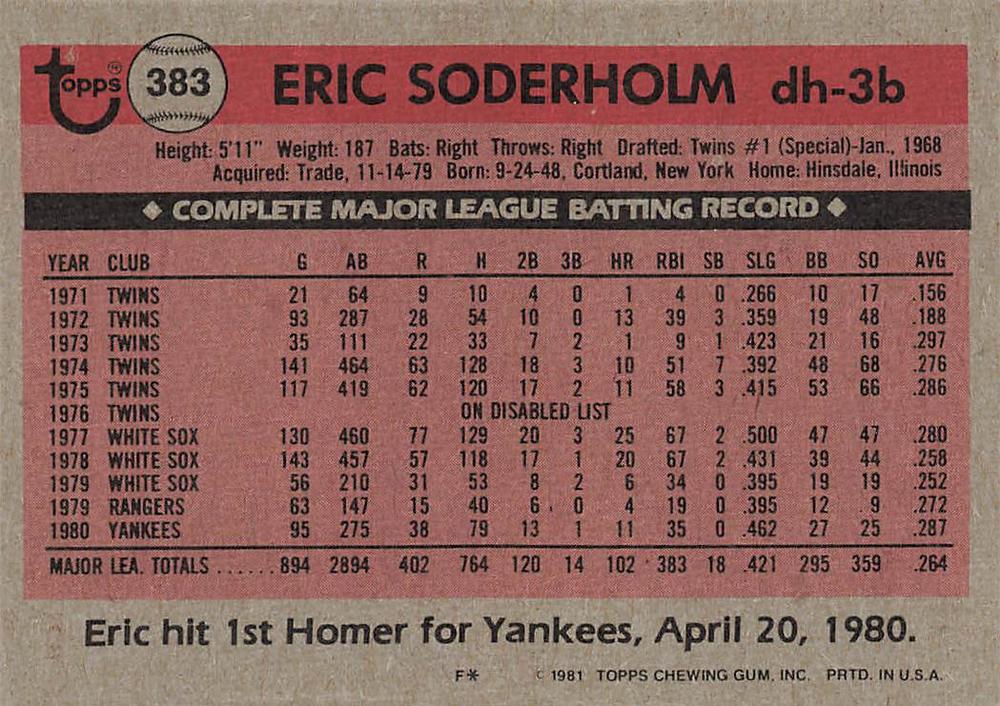 topps ® 383 ERIC SODERHOLM dh-3b
Height: 5'11" Weight: 187 Bats: Right Throws: Right Drafted: Twins #1 (Special)-Jan., 1968
Acquired: Trade, 11-14-79 Born: 9-24-48, Cortland, New York Home: Hinsdale, Illinois
◆ COMPLETE MAJOR LEAGUE BATTING RECORD ◆
YEAR CLUB G AB R H 2B 3B HR RBI SB SLG BB SO AVG
1971 TWINS 21 64 9 10 4 0 1 4 0 .266 10 17 .156
1972 TWINS 93 287 28 54 10 0 13 39 3 .359 19 48 .188
1973 TWINS 35 111 22 33 7 2 1 9 1 .423 21 16 .297
1974 TWINS 141 464 63 128 18 3 10 51 7 .392 48 68 .276
1975 TWINS 117 419 62 120 17 2 11 58 3 .415 53 66 .286
1976 TWINS ON DISABLED LIST
1977 WHITE SOX 130 460 77 129 20 3 25 67 2 .500 47 47 .280
1978 WHITE SOX 143 457 57 118 17 1 20 67 2 .431 39 44 .258
1979 WHITE SOX 56 210 31 53 8 2 6 34 0 .395 19 19 .252
1979 RANGERS 63 147 15 40 6 0 4 19 0 .395 12 9 .272
1980 YANKEES 95 275 38 79 13 1 11 35 0 .462 27 25 .287
MAJOR LEA. TOTALS ...... 894 2894 402 764 120 14 102 383 18 .421 295 359 .264
Eric hit 1st Homer for Yankees, April 20, 1980.
F* © 1981 TOPPS CHEWING GUM, INC. PRTD. IN U.S.A.